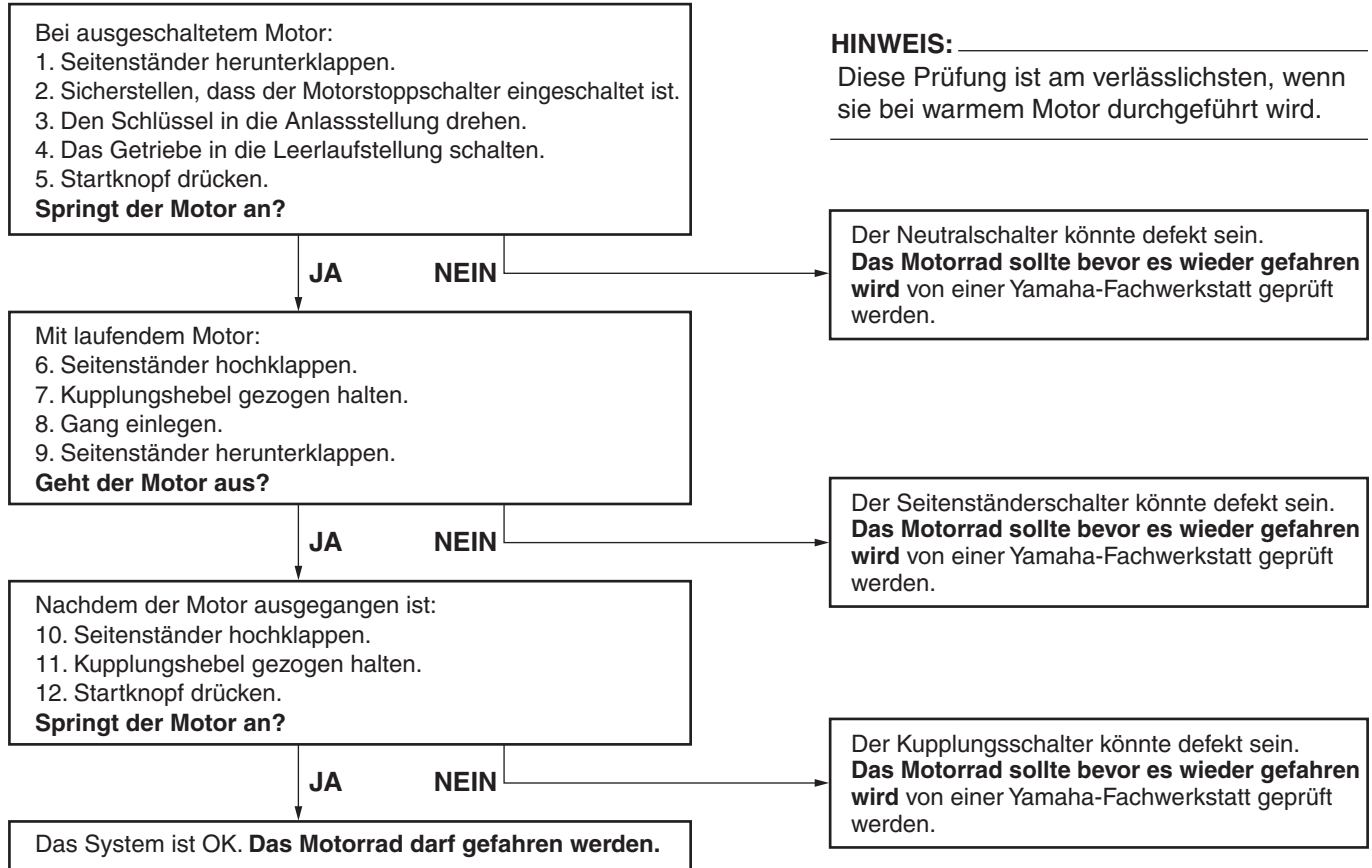 Bei ausgeschaltetem Motor:
1. Seitenständer herunterklappen.
2. Sicherstellen, dass der Motorstoppschalter eingeschaltet ist.
3. Den Schlüssel in die Anlassstellung drehen.
4. Das Getriebe in die Leerlaufstellung schalten.
5. Startknopf drücken.
Springt der Motor an?
HINWEIS:
Diese Prüfung ist am verlässlichsten, wenn
sie bei warmem Motor durchgeführt wird.
JA NEIN
Der Neutralschalter könnte defekt sein.
Das Motorrad sollte bevor es wieder gefahren
wird von einer Yamaha-Fachwerkstatt geprüft
werden.
Mit laufendem Motor:
6. Seitenständer hochklappen.
7. Kupplungshebel gezogen halten.
8. Gang einlegen.
9. Seitenständer herunterklappen.
Geht der Motor aus?
JA NEIN
Der Seitenständerschalter könnte defekt sein.
Das Motorrad sollte bevor es wieder gefahren
wird von einer Yamaha-Fachwerkstatt geprüft
werden.
Nachdem der Motor ausgegangen ist:
10. Seitenständer hochklappen.
11. Kupplungshebel gezogen halten.
12. Startknopf drücken.
Springt der Motor an?
JA NEIN
Der Kupplungsschalter könnte defekt sein.
Das Motorrad sollte bevor es wieder gefahren
wird von einer Yamaha-Fachwerkstatt geprüft
werden.
Das System ist OK. Das Motorrad darf gefahren werden.